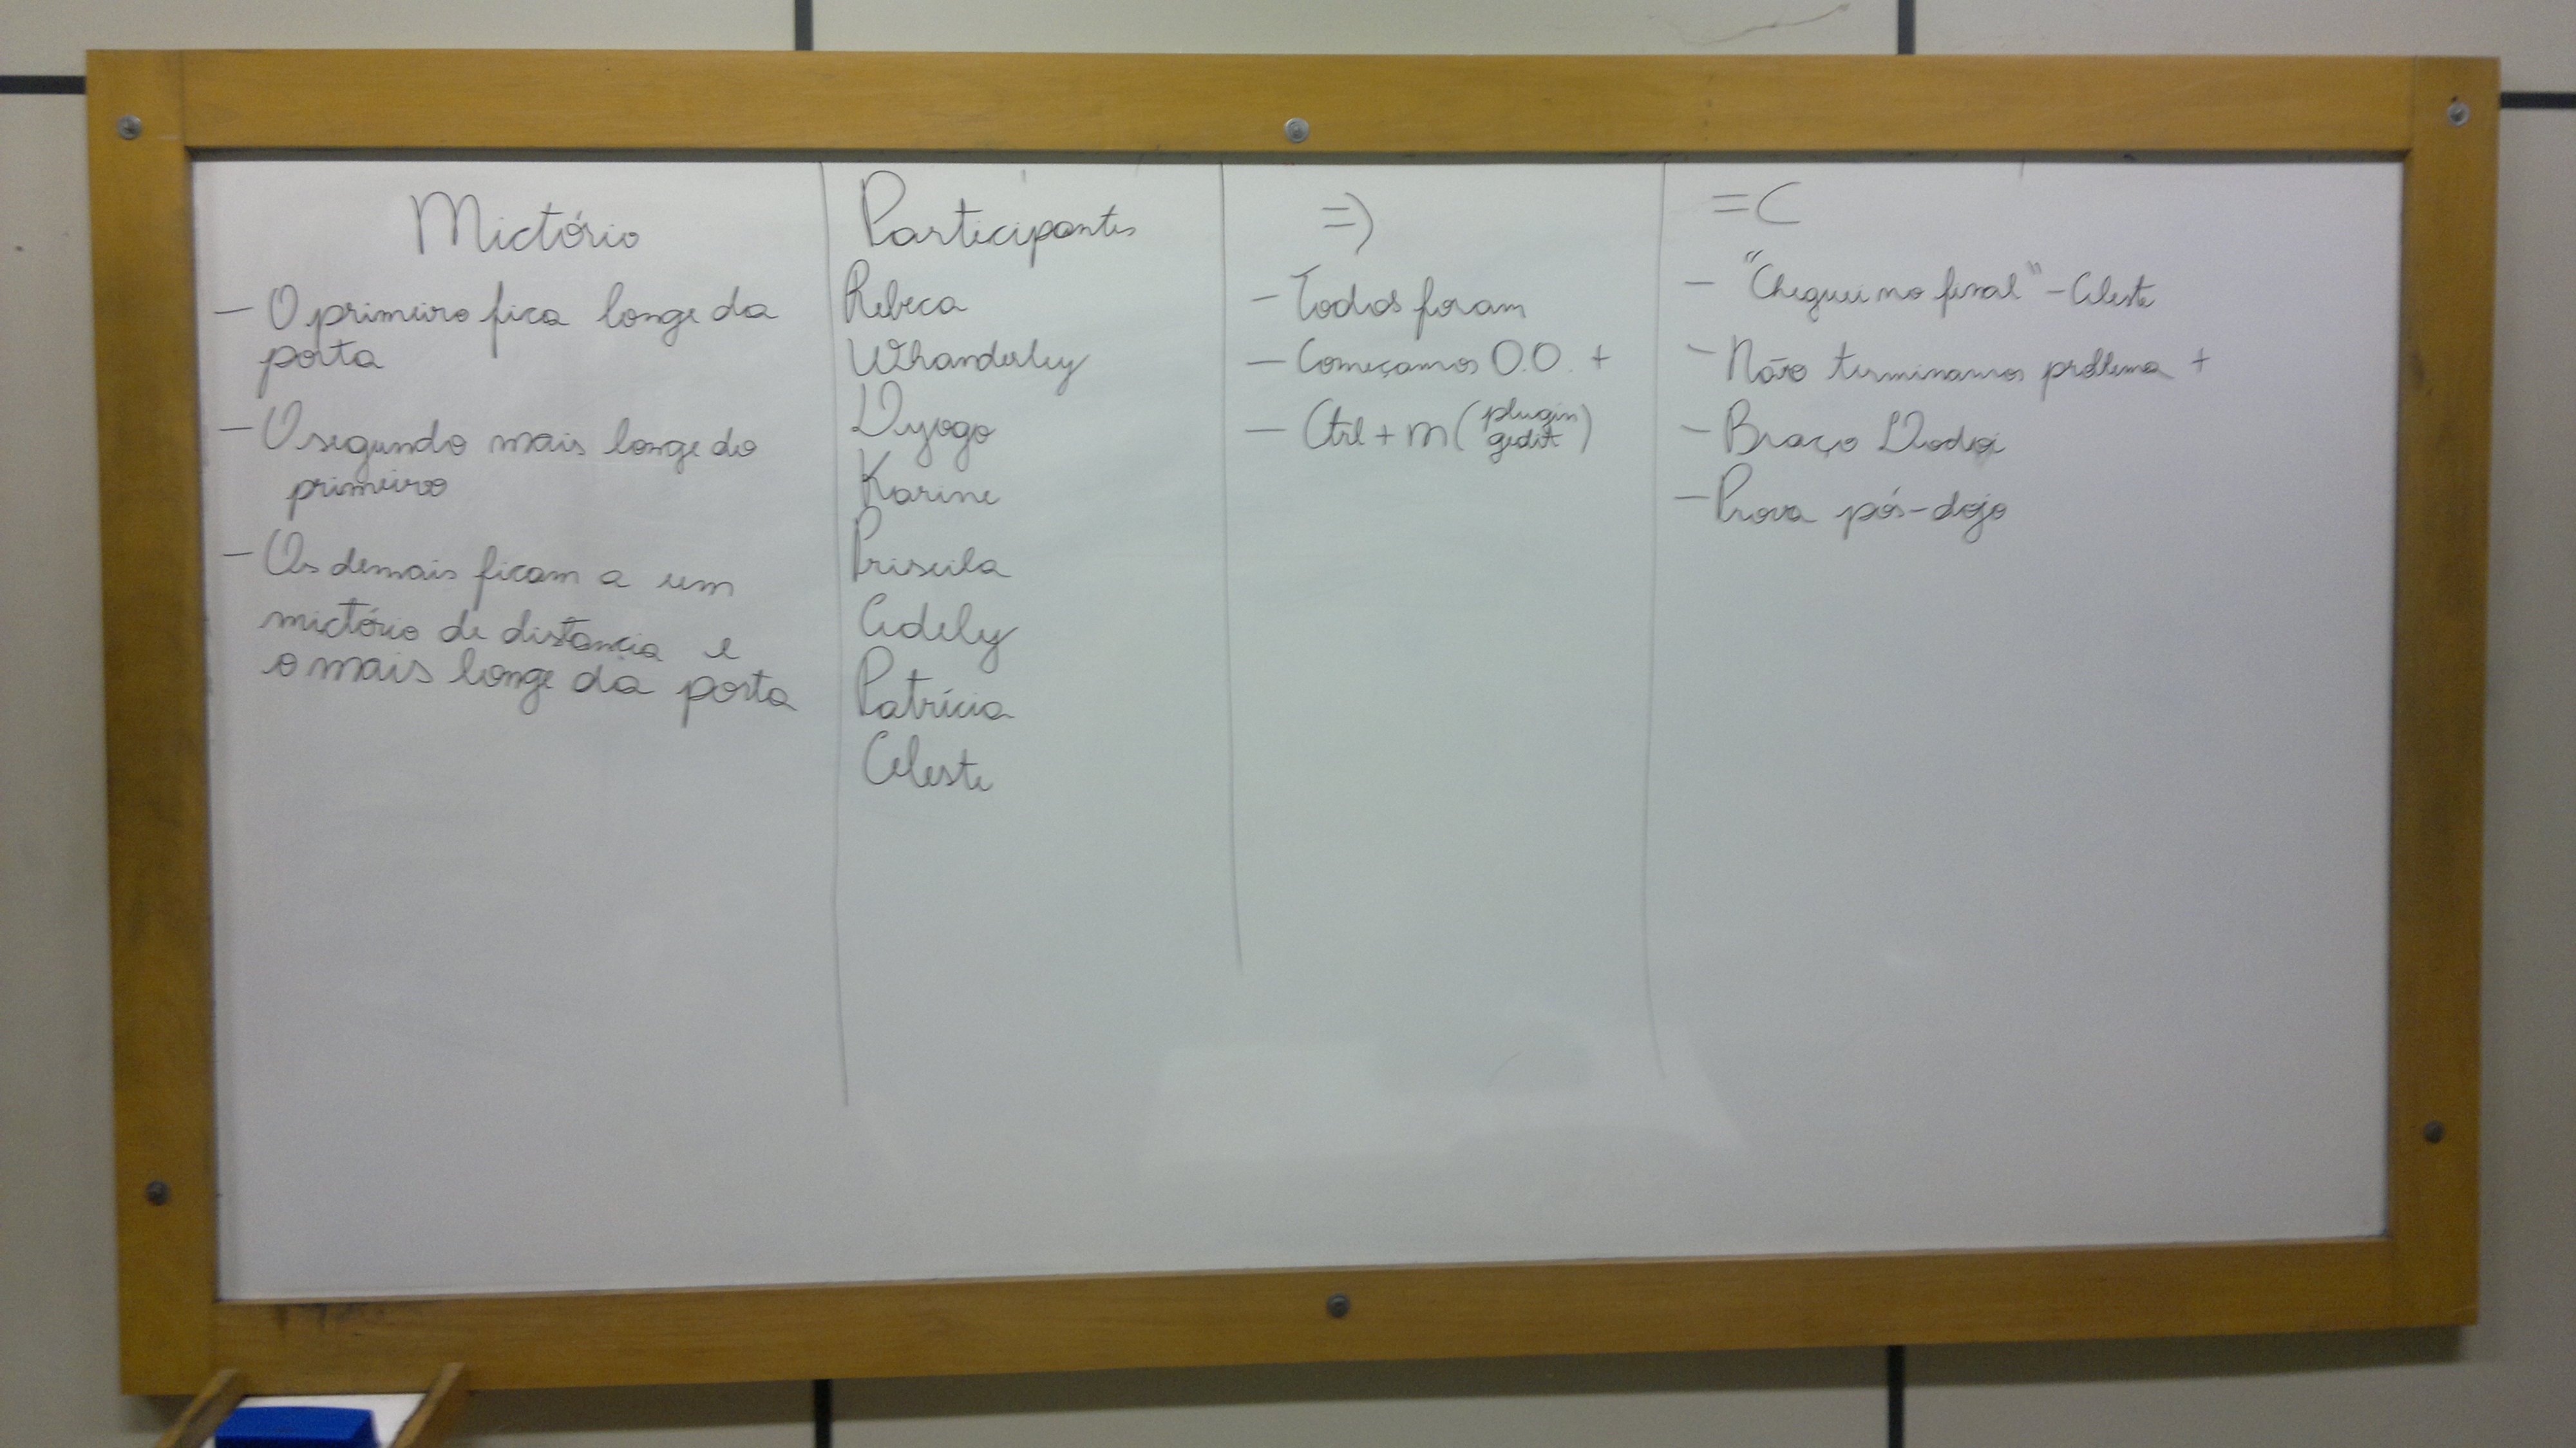 Mictório
- O primeiro fica longe da
porta
- O segundo mais longe do
primeiro
- Os demais ficam a um
mictório de distancia e
o mais longe da porta
Participantes
Rebeca
Whanderley
Dyogo
Karine
Priscila
Cidely
Patrícia
Celeste
=)
- Todos foram
- Começamos O.O. +
- Ctrl + m (plugin
gedit)
=C
- "Cheguei no final" - Celeste
- Não terminamos problema +
- Braço Dodoi
- Prova pós-dojo